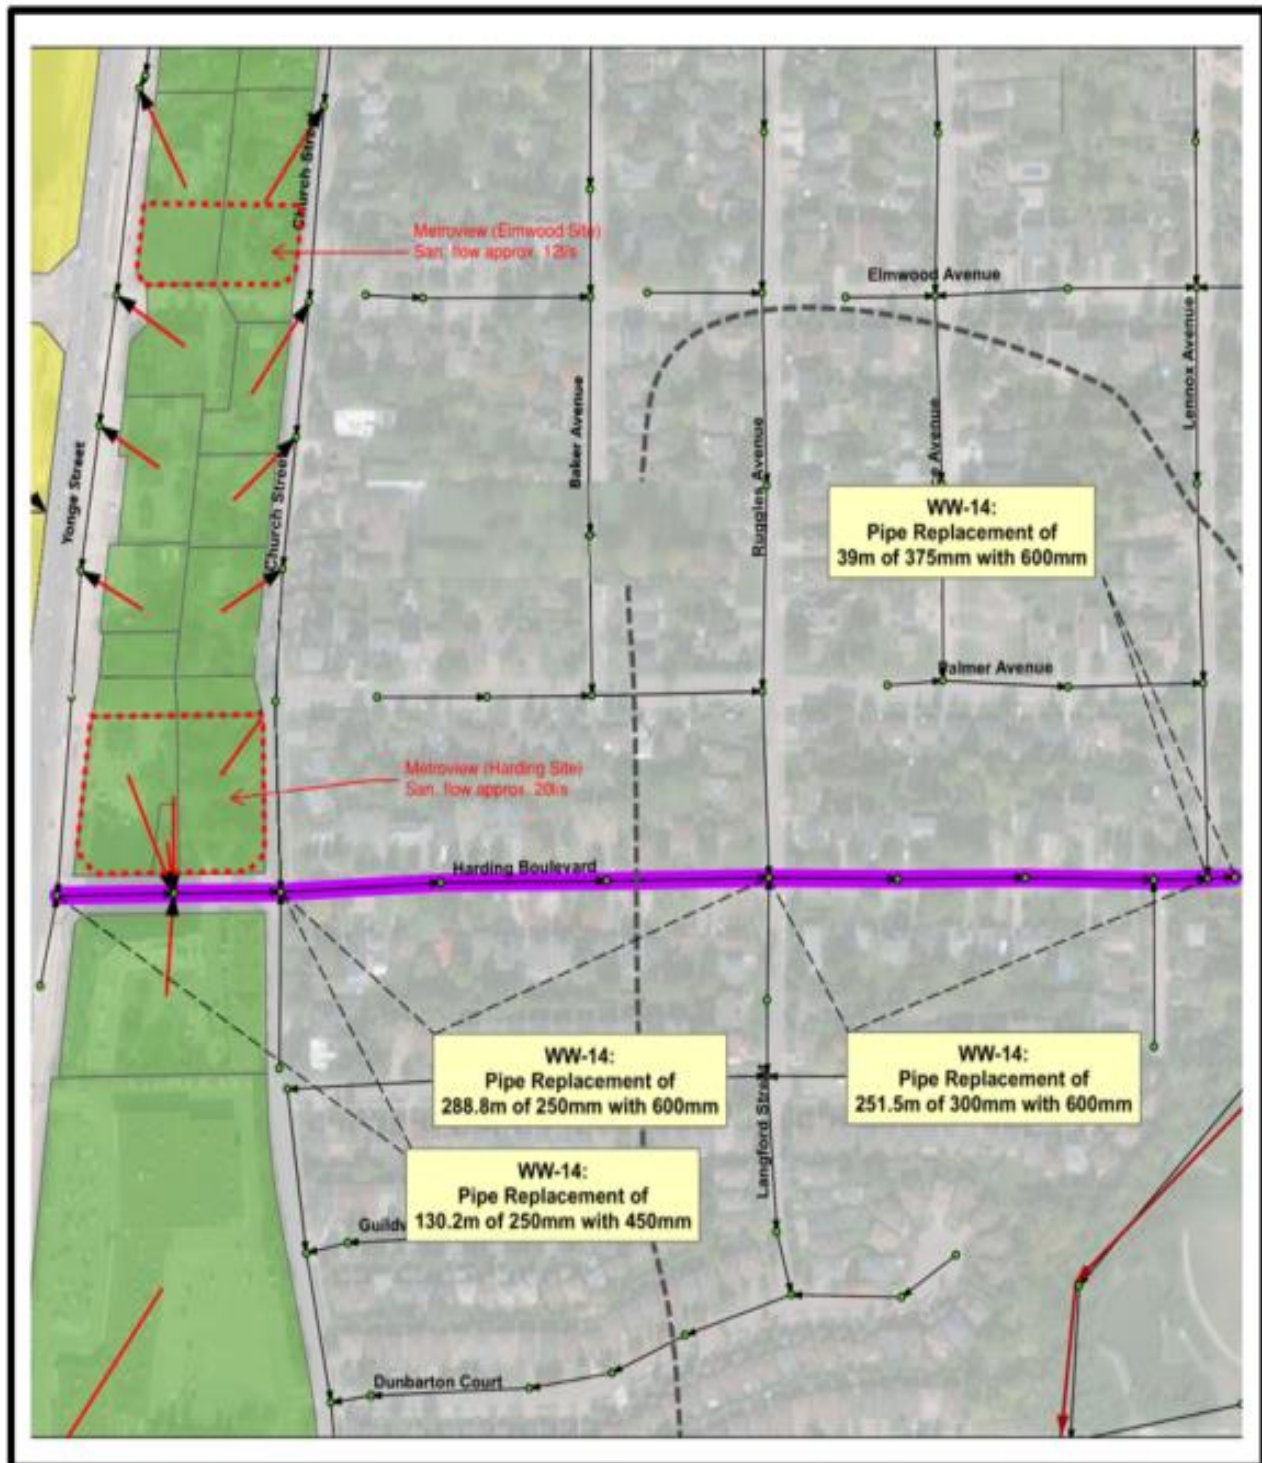 Church Street
Metroview (Elmwood Site)
San. flow approx. 12l/s
Elmwood Avenue
Lennox Avenue
Baker Avenue
Ruggles Avenue
Avenue
Yonge Street
Church Street
WW-14:
Pipe Replacement of
39m of 375mm with 600mm
Palmer Avenue
Metroview (Harding Site)
San. flow approx. 20l/s
Harding Boulevard
WW-14:
Pipe Replacement of
288.8m of 250mm with 600mm
WW-14:
Pipe Replacement of
251.5m of 300mm with 600mm
Langford Street
WW-14:
Pipe Replacement of
130.2m of 250mm with 450mm
Dunbarton Court